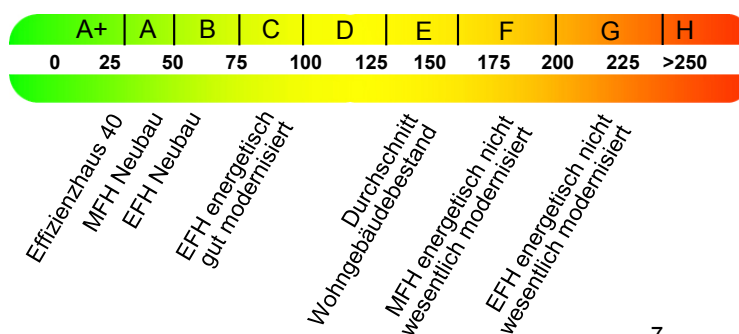 A+ A B C D E F G H
0 25 50 75 100 125 150 175 200 225 >250
Effizienzhaus 40
MFH Neubau
EFH Neubau
EFH energetisch
gut modernisiert
Durchschnitt
Wohngebäudebestand
MFH energetisch nicht
wesentlich modernisiert
EFH energetisch nicht
wesentlich modernisiert
7